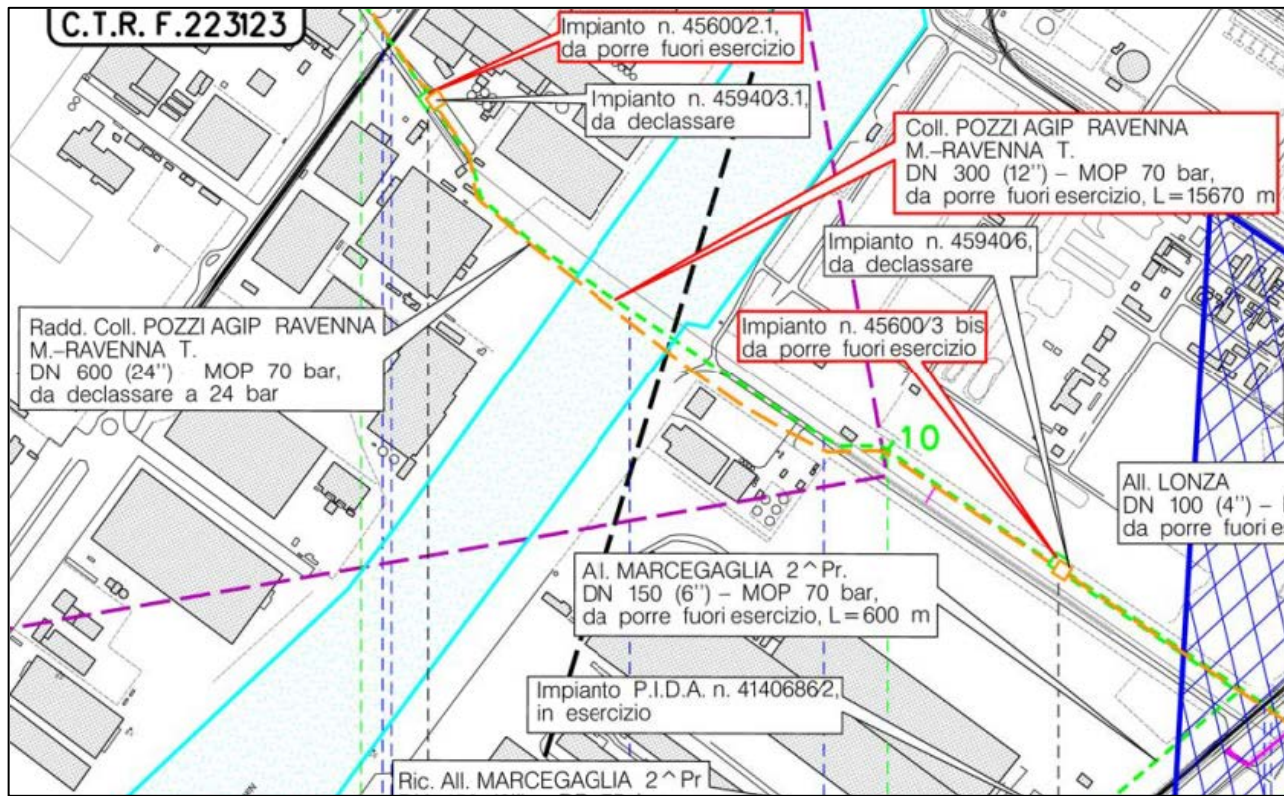 C.T.R. F.223123
Impianto n. 45600/2.1,
da porre fuori esercizio
Impianto n. 45940/3.1,
da declassare
Coll. POZZI AGIP RAVENNA
M.-RAVENNA T.
DN 300 (12'') - MOP 70 bar,
da porre fuori esercizio, L=15670 m
Impianto n. 45940/6,
da declassare
Radd. Coll. POZZI AGIP RAVENNA
M.-RAVENNA T.
DN 600 (24'') MOP 70 bar,
da declassare a 24 bar
Impianto n. 45600/3 bis
da porre fuori esercizio
10
All. LONZA
DN 100 (4'') -
da porre fuori es
Al. MARCEGAGLIA 2^Pr.
DN 150 (6'') - MOP 70 bar,
da porre fuori esercizio, L=600 m
Impianto P.I.D.A. n. 41406862,
in esercizio
Ric. All. MARCEGAGLIA 2^Pr